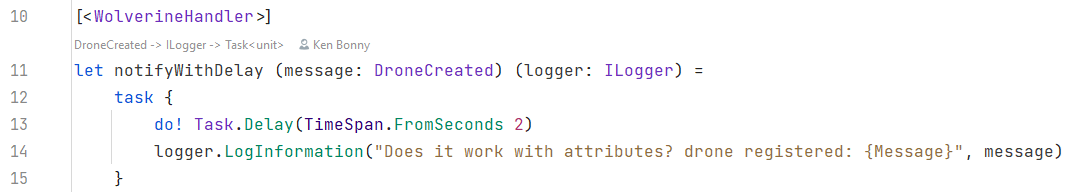 10 [<WolverineHandler>]
DroneCreated -> ILogger -> Task<unit> Ken Bonny
11 let notifyWithDelay (message: DroneCreated) (logger: ILogger) =
12     task {
13         do! Task.Delay(TimeSpan.FromSeconds 2)
14         logger.LogInformation("Does it work with attributes? drone registered: {Message}", message)
15     }